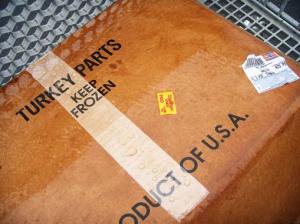 TURKEY PARTS
KEEP
FROZEN
PRODUCT OF U.S.A.